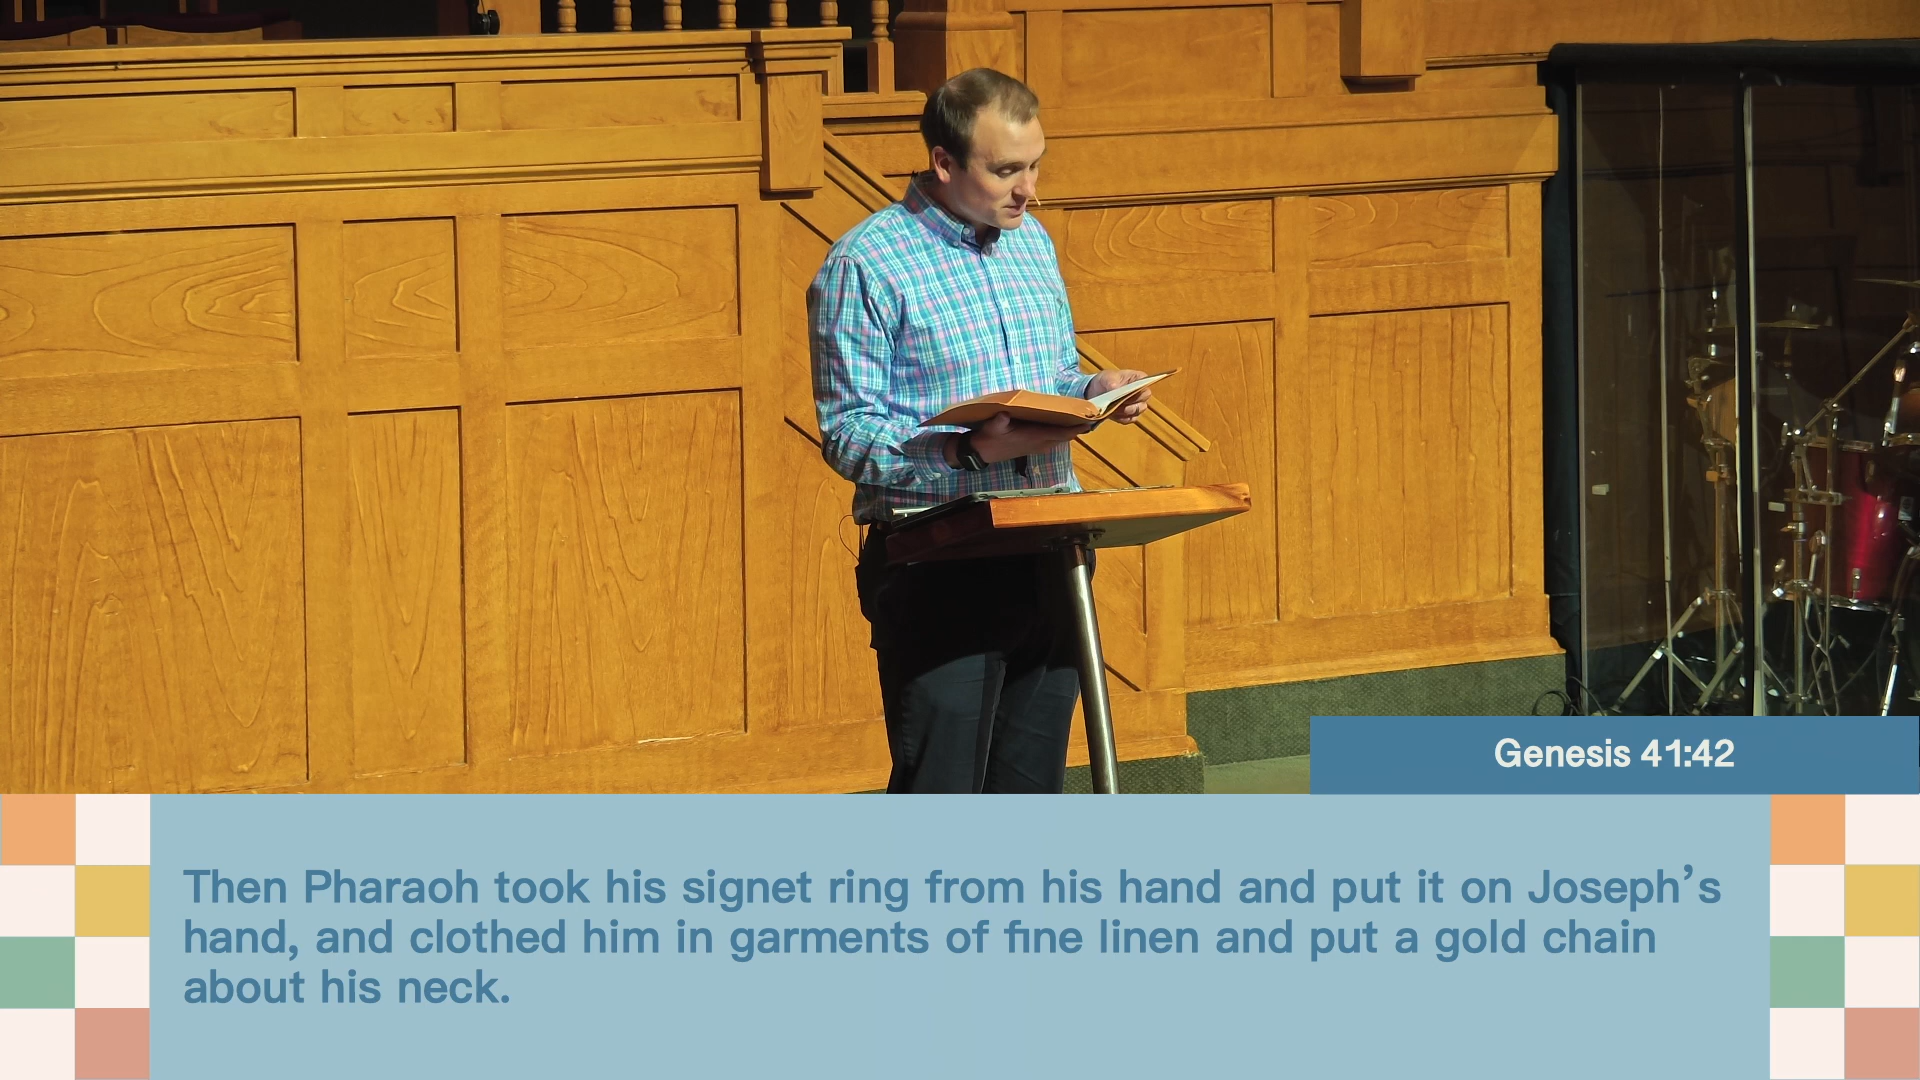 Genesis 41:42
Then Pharaoh took his signet ring from his hand and put it on Joseph’s
hand, and clothed him in garments of fine linen and put a gold chain
about his neck.